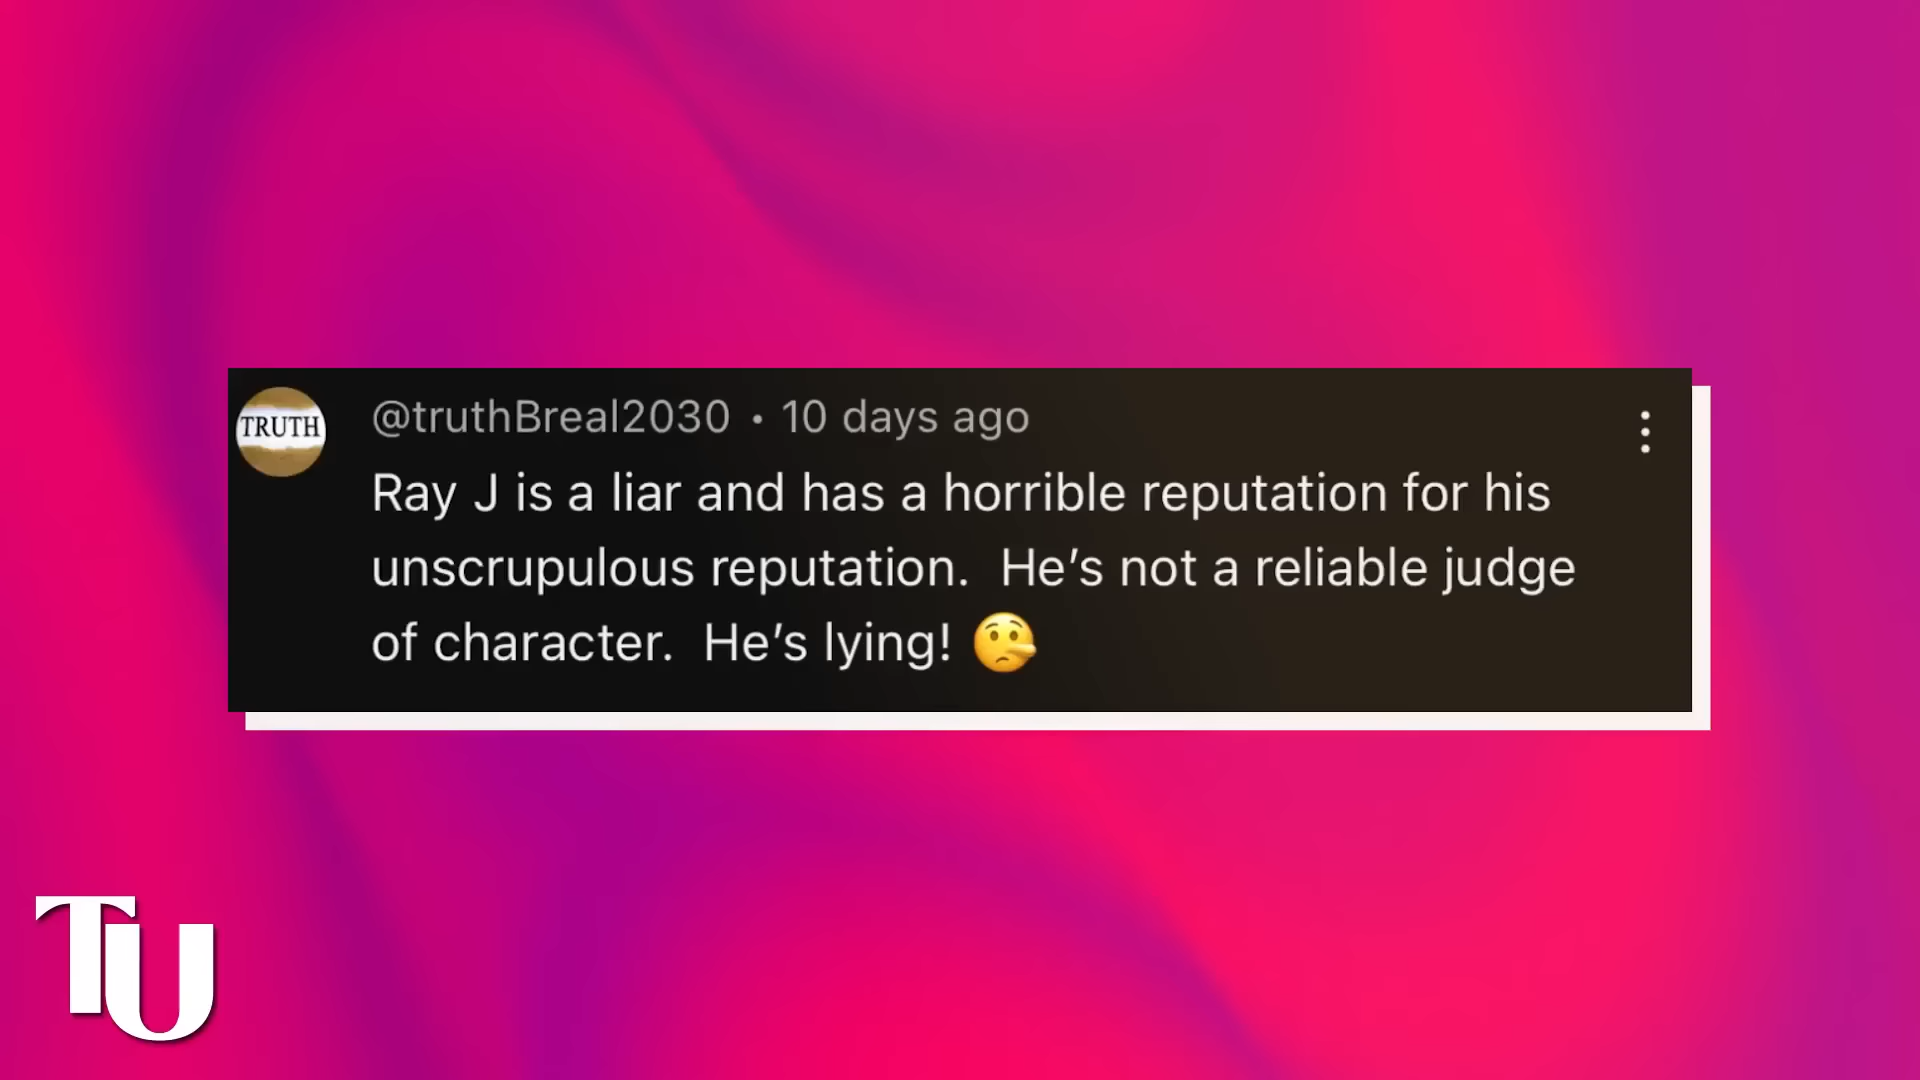 TRUTH
@truthBreal2030 • 10 days ago
Ray J is a liar and has a horrible reputation for his
unscrupulous reputation.  He’s not a reliable judge
of character.  He’s lying! 🤥
TU